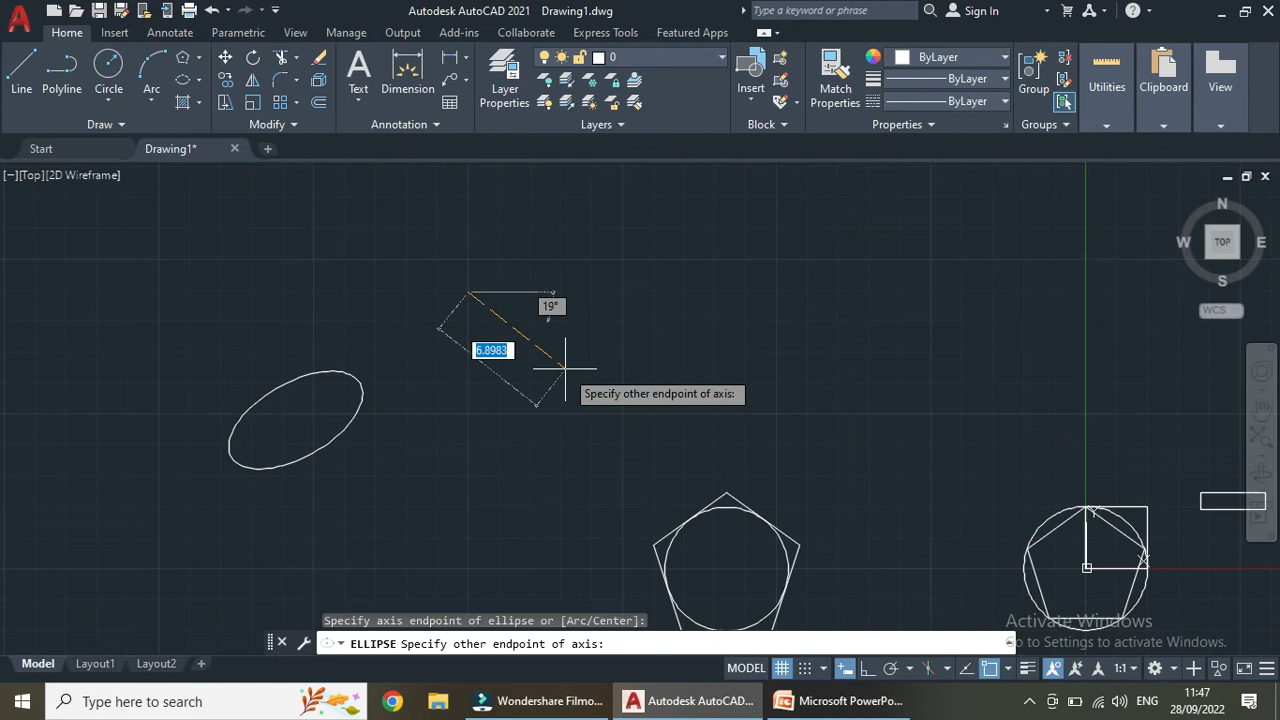 Autodesk AutoCAD 2021 Drawing1.dwg
Type a keyword or phrase
Sign In
Home Insert Annotate Parametric View Manage Output Add-ins Collaborate Express Tools Featured Apps
Line Polyline Circle Arc
Text Dimension
Layer Properties
0
Insert
Match Properties
ByLayer
ByLayer
ByLayer
Group
Utilities
Clipboard
View
Draw Modify Annotation Layers Block Properties Groups
Start Drawing1*
[−][Top][2D Wireframe]
N
W TOP E
S
WCS
19°
6.8983
Specify other endpoint of axis:
Y
X
Activate Windows
Go to Settings to activate Windows.
Specify axis endpoint of ellipse or [Arc/Center]:
ELLIPSE Specify other endpoint of axis:
Model Layout1 Layout2
MODEL 1:1
Type here to search
Wondershare Filmo...
Autodesk AutoCAD...
Microsoft PowerPo...
ENG
11:47
28/09/2022